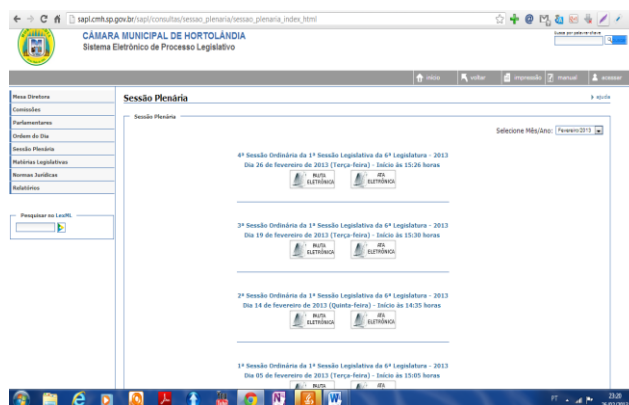 sapl.cmh.sp.gov.br/sapl/consultas/sessao_plenaria/sessao_plenaria_index_html
CÂMARA MUNICIPAL DE HORTOLÂNDIA
Sistema Eletrônico de Processo Legislativo
início voltar impressão manual acessar
Mesa Diretora
Comissões
Parlamentares
Ordem do Dia
Sessão Plenária
Matérias Legislativas
Normas Jurídicas
Relatórios
Pesquisar no LexML
Sessão Plenária
ajuda
Sessão Plenária
Selecione Mês/Ano: Fevereiro 2013
4ª Sessão Ordinária da 1ª Sessão Legislativa da 6ª Legislatura - 2013
Dia 26 de fevereiro de 2013 (Terça-feira) - Início às 15:26 horas
PAUTA ELETRÔNICA ATA ELETRÔNICA
3ª Sessão Ordinária da 1ª Sessão Legislativa da 6ª Legislatura - 2013
Dia 19 de fevereiro de 2013 (Terça-feira) - Início às 15:30 horas
PAUTA ELETRÔNICA ATA ELETRÔNICA
2ª Sessão Ordinária da 1ª Sessão Legislativa da 6ª Legislatura - 2013
Dia 14 de fevereiro de 2013 (Quinta-feira) - Início às 14:35 horas
PAUTA ELETRÔNICA ATA ELETRÔNICA
1ª Sessão Ordinária da 1ª Sessão Legislativa da 6ª Legislatura - 2013
Dia 05 de fevereiro de 2013 (Terça-feira) - Início às 15:05 horas
PAUTA ATA
PT
23:20